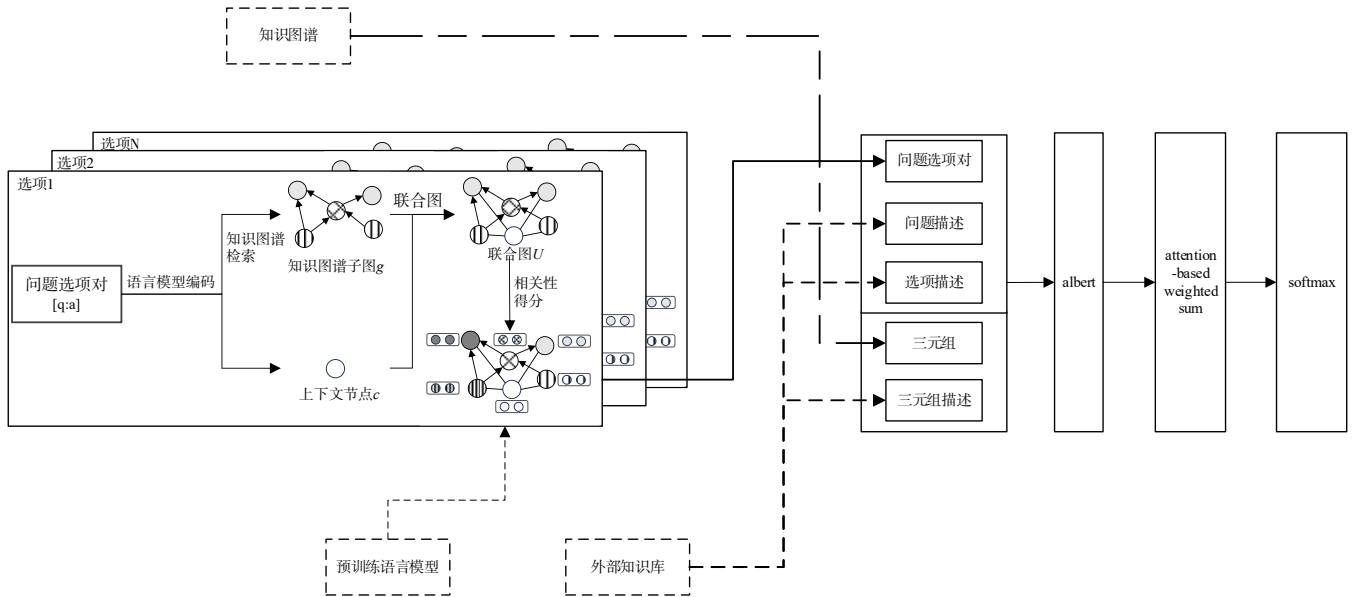 知识图谱
选项N
选项2
选项1
问题选项对
[q:a]
语言模型编码
知识图谱
检索
知识图谱子图g
联合图
联合图U
相关性
得分
上下文节点c
预训练语言模型
外部知识库
问题选项对
问题描述
选项描述
三元组
三元组描述
albert
attention
-based
weighted
sum
softmax